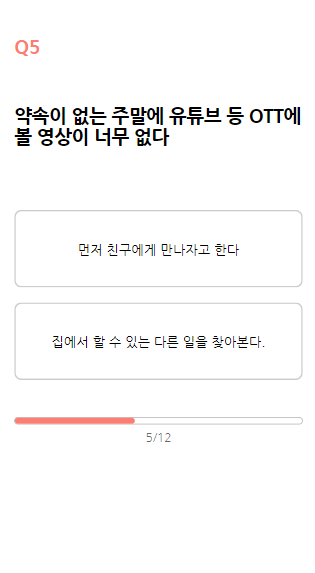 Q5
약속이 없는 주말에 유튜브 등 OTT에
볼 영상이 너무 없다
먼저 친구에게 만나자고 한다
집에서 할 수 있는 다른 일을 찾아본다.
5/12